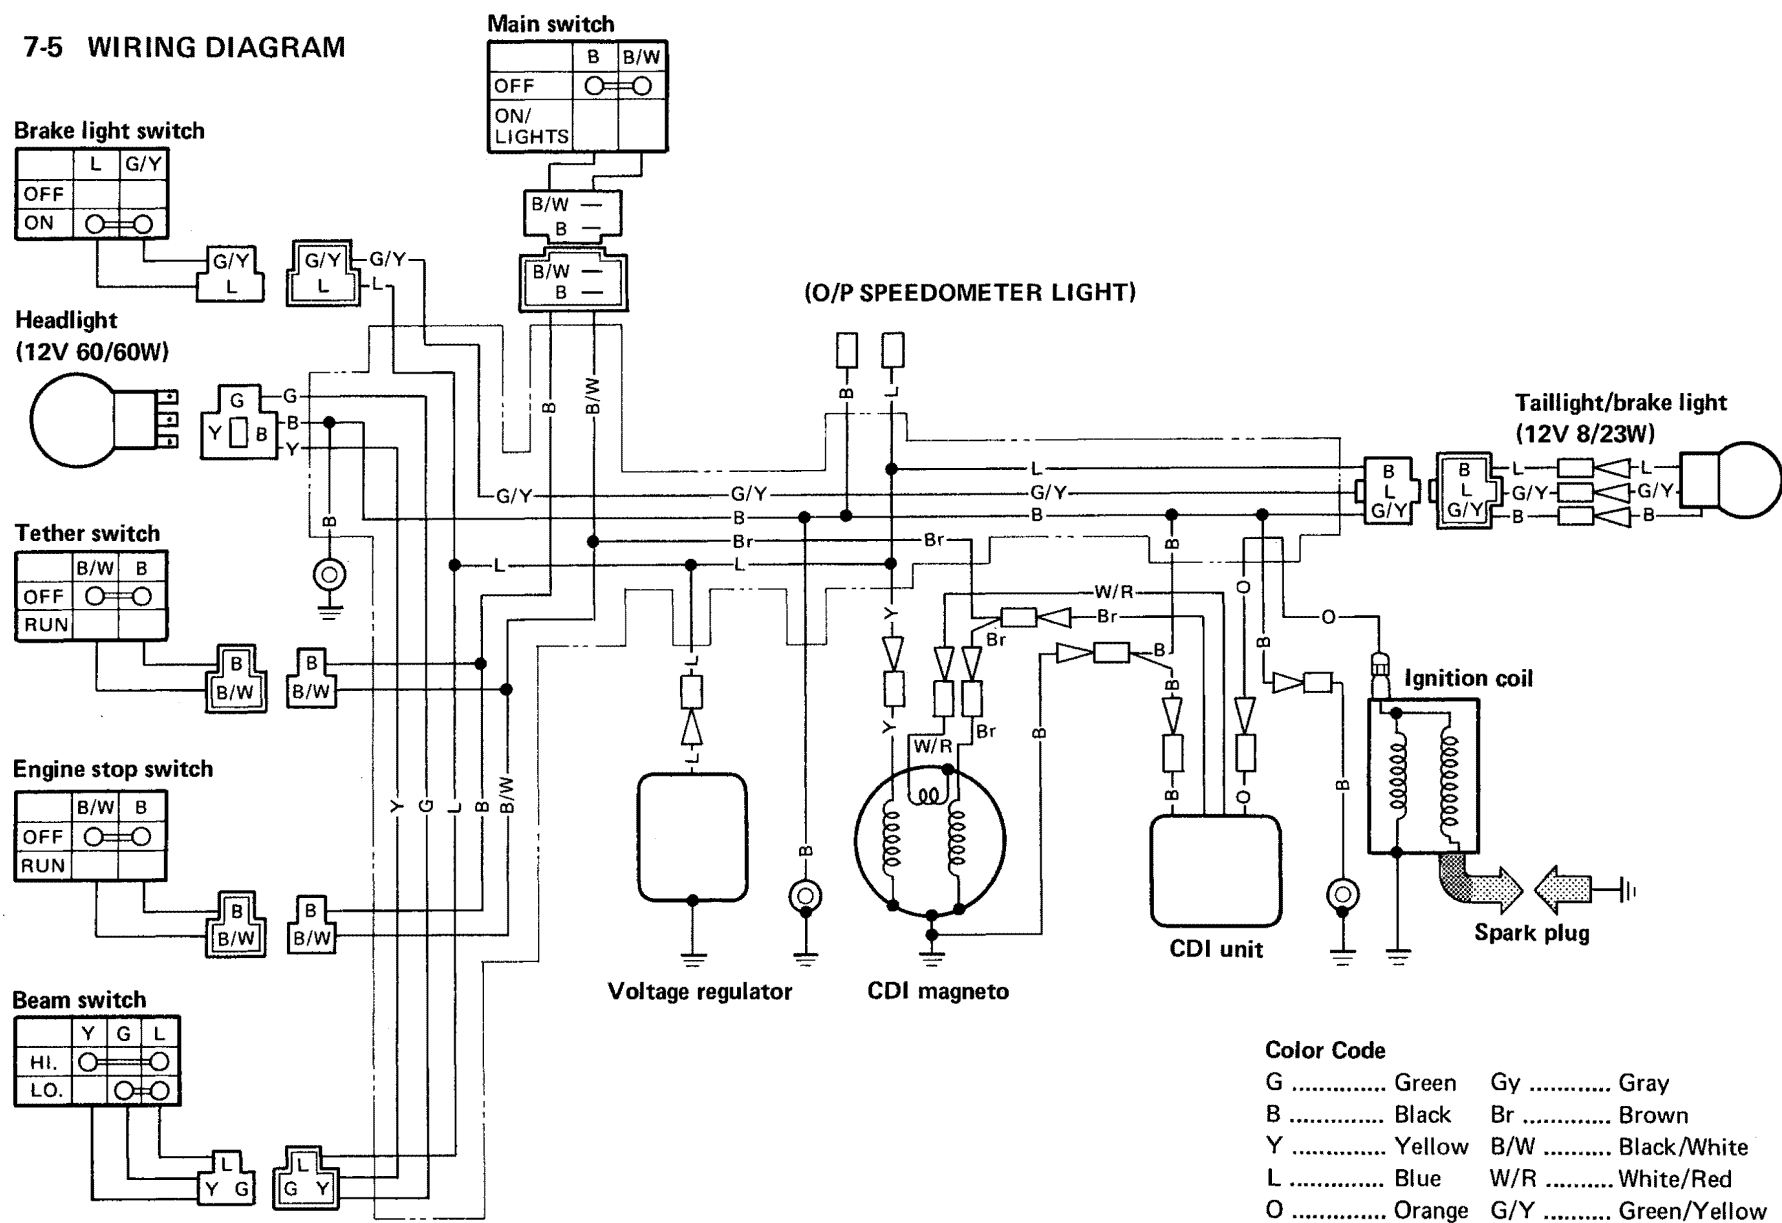 7-5 WIRING DIAGRAM
Main switch
B B/W
OFF
ON/
LIGHTS
B/W
B
B/W
B
Brake light switch
L G/Y
OFF
ON
G/Y
L
G/Y
L
G/Y
L
Headlight
(12V 60/60W)
G
Y B
G
B
Y
B
B
B/W
(O/P SPEEDOMETER LIGHT)
B
L
Taillight/brake light
(12V 8/23W)
L
G/Y G/Y G/Y
B B
Br Br
L L
B
L
G/Y
B
L
G/Y
L L
G/Y G/Y
B B
Tether switch
B/W B
OFF
RUN
B
B/W
B
B/W
Engine stop switch
B/W B
OFF
RUN
B
B/W
B
B/W
Y G L B B/W
Beam switch
Y G L
HI.
LO.
L
Y G
L
G Y
L
L
Voltage regulator
B
Y
Y
W/R
W/R
Br
Br
Br
CDI magneto
B
B
B
B
B
O
O
CDI unit
B
B
O
Ignition coil
Spark plug
Color Code
G .............. Green Gy ............ Gray
B .............. Black Br ............ Brown
Y .............. Yellow B/W .......... Black/White
L .............. Blue W/R .......... White/Red
O .............. Orange G/Y .......... Green/Yellow